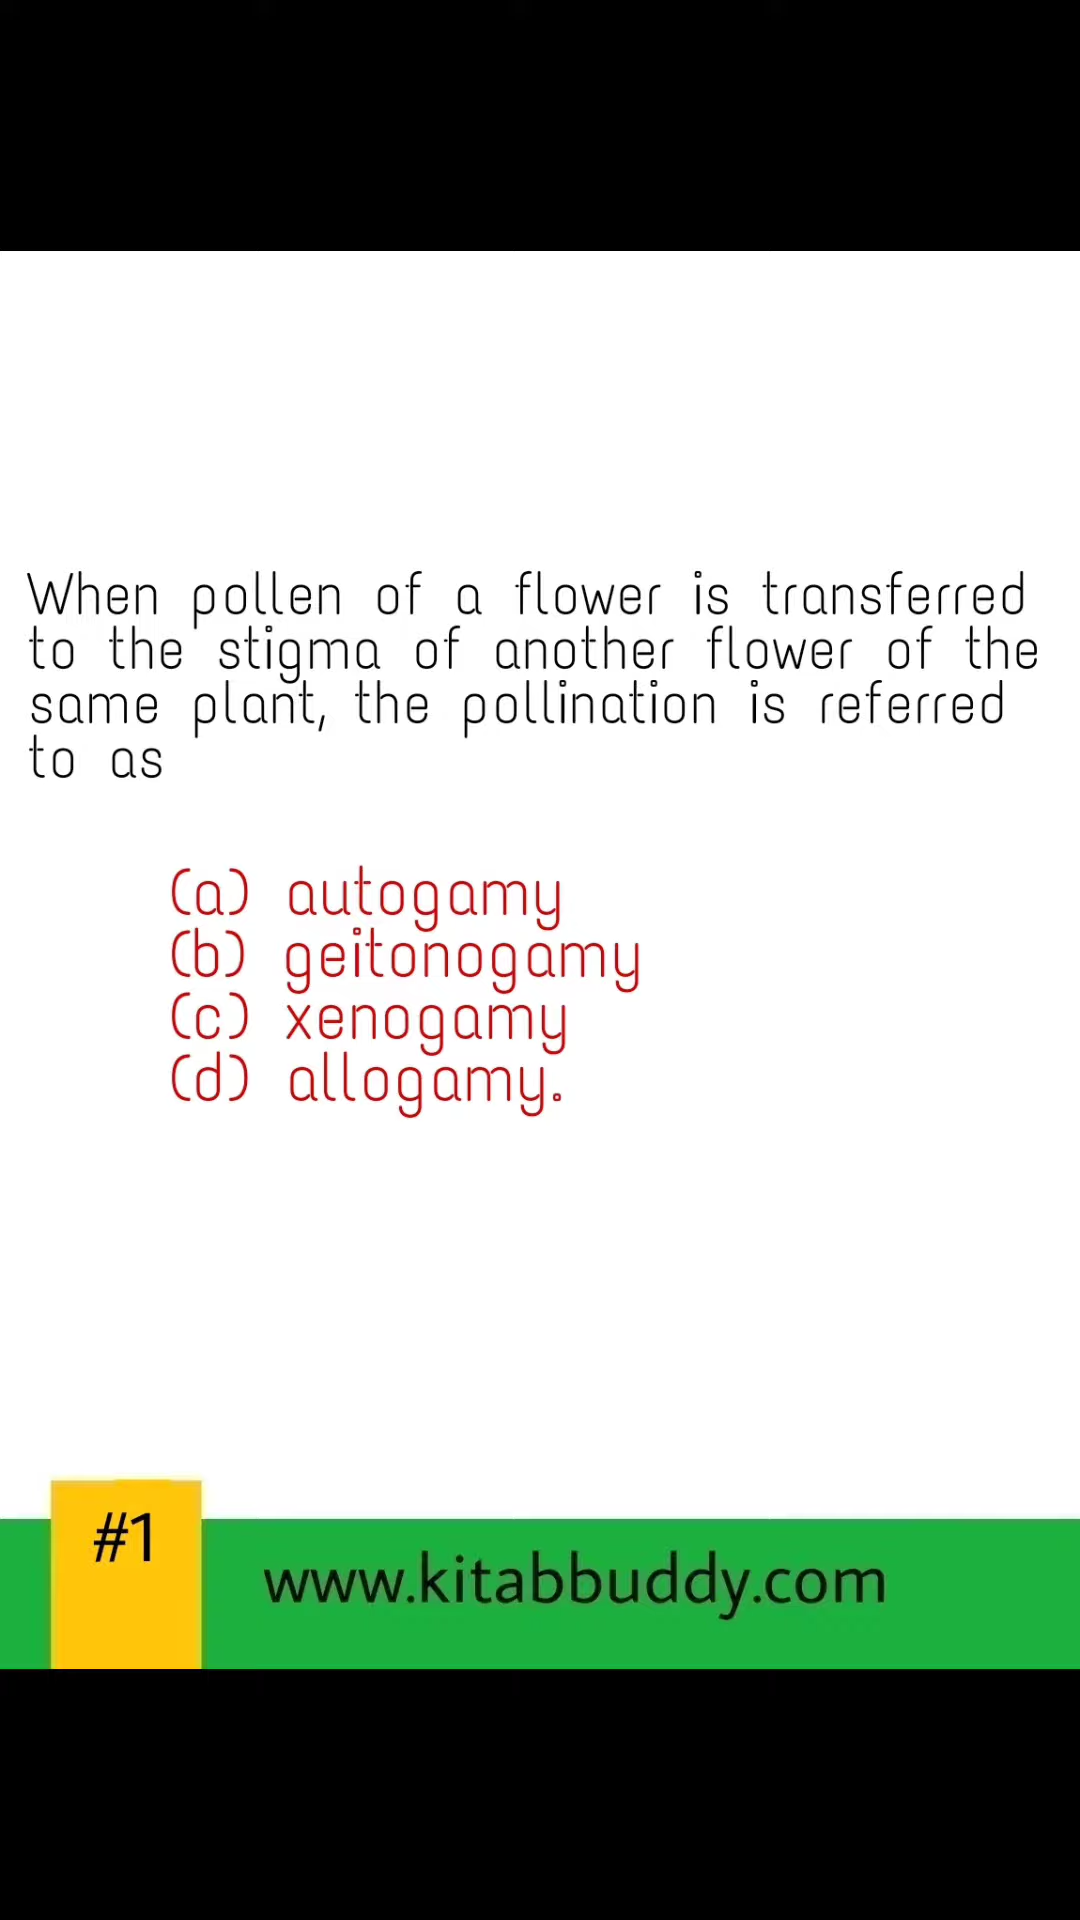 When pollen of a flower is transferred
to the stigma of another flower of the
same plant, the pollination is referred
to as
(a) autogamy
(b) geitonogamy
(c) xenogamy
(d) allogamy.
#1
www.kitabbuddy.com